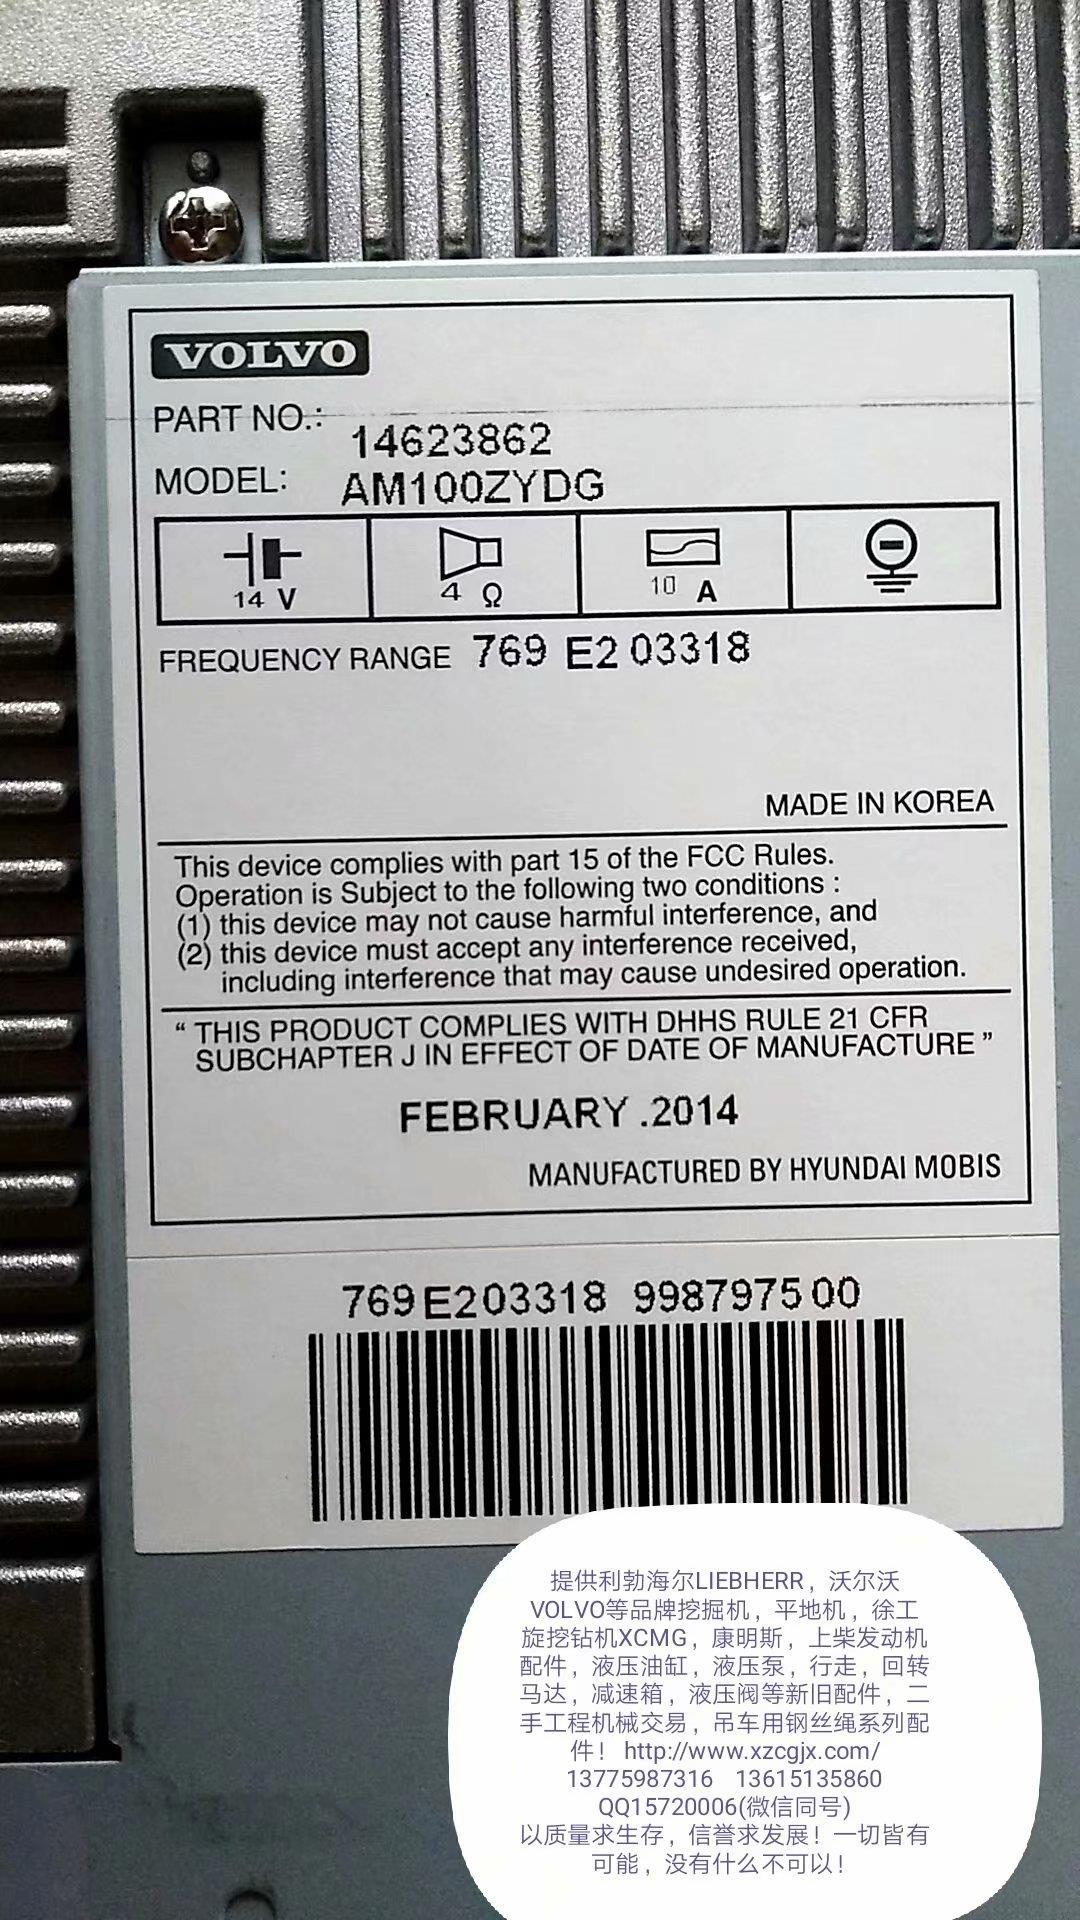 VOLVO
PART NO.: 14623862
MODEL: AM100ZYDG
14 V
4 Ω
10 A
FREQUENCY RANGE 769 E2 03318
MADE IN KOREA
This device complies with part 15 of the FCC Rules.
Operation is Subject to the following two conditions :
(1) this device may not cause harmful interference, and
(2) this device must accept any interference received,
including interference that may cause undesired operation.
“ THIS PRODUCT COMPLIES WITH DHHS RULE 21 CFR
SUBCHAPTER J IN EFFECT OF DATE OF MANUFACTURE ”
FEBRUARY .2014
MANUFACTURED BY HYUNDAI MOBIS
769E203318 9987975 00
提供利勃海尔LIEBHERR，沃尔沃
VOLVO等品牌挖掘机，平地机，徐工
旋挖钻机XCMG，康明斯，上柴发动机
配件，液压油缸，液压泵，行走，回转
马达，减速箱，液压阀等新旧配件，二
手工程机械交易，吊车用钢丝绳系列配
件！ http://www.xzcgjx.com/
13775987316 13615135860
QQ15720006(微信同号)
以质量求生存，信誉求发展！一切皆有
可能，没有什么不可以！